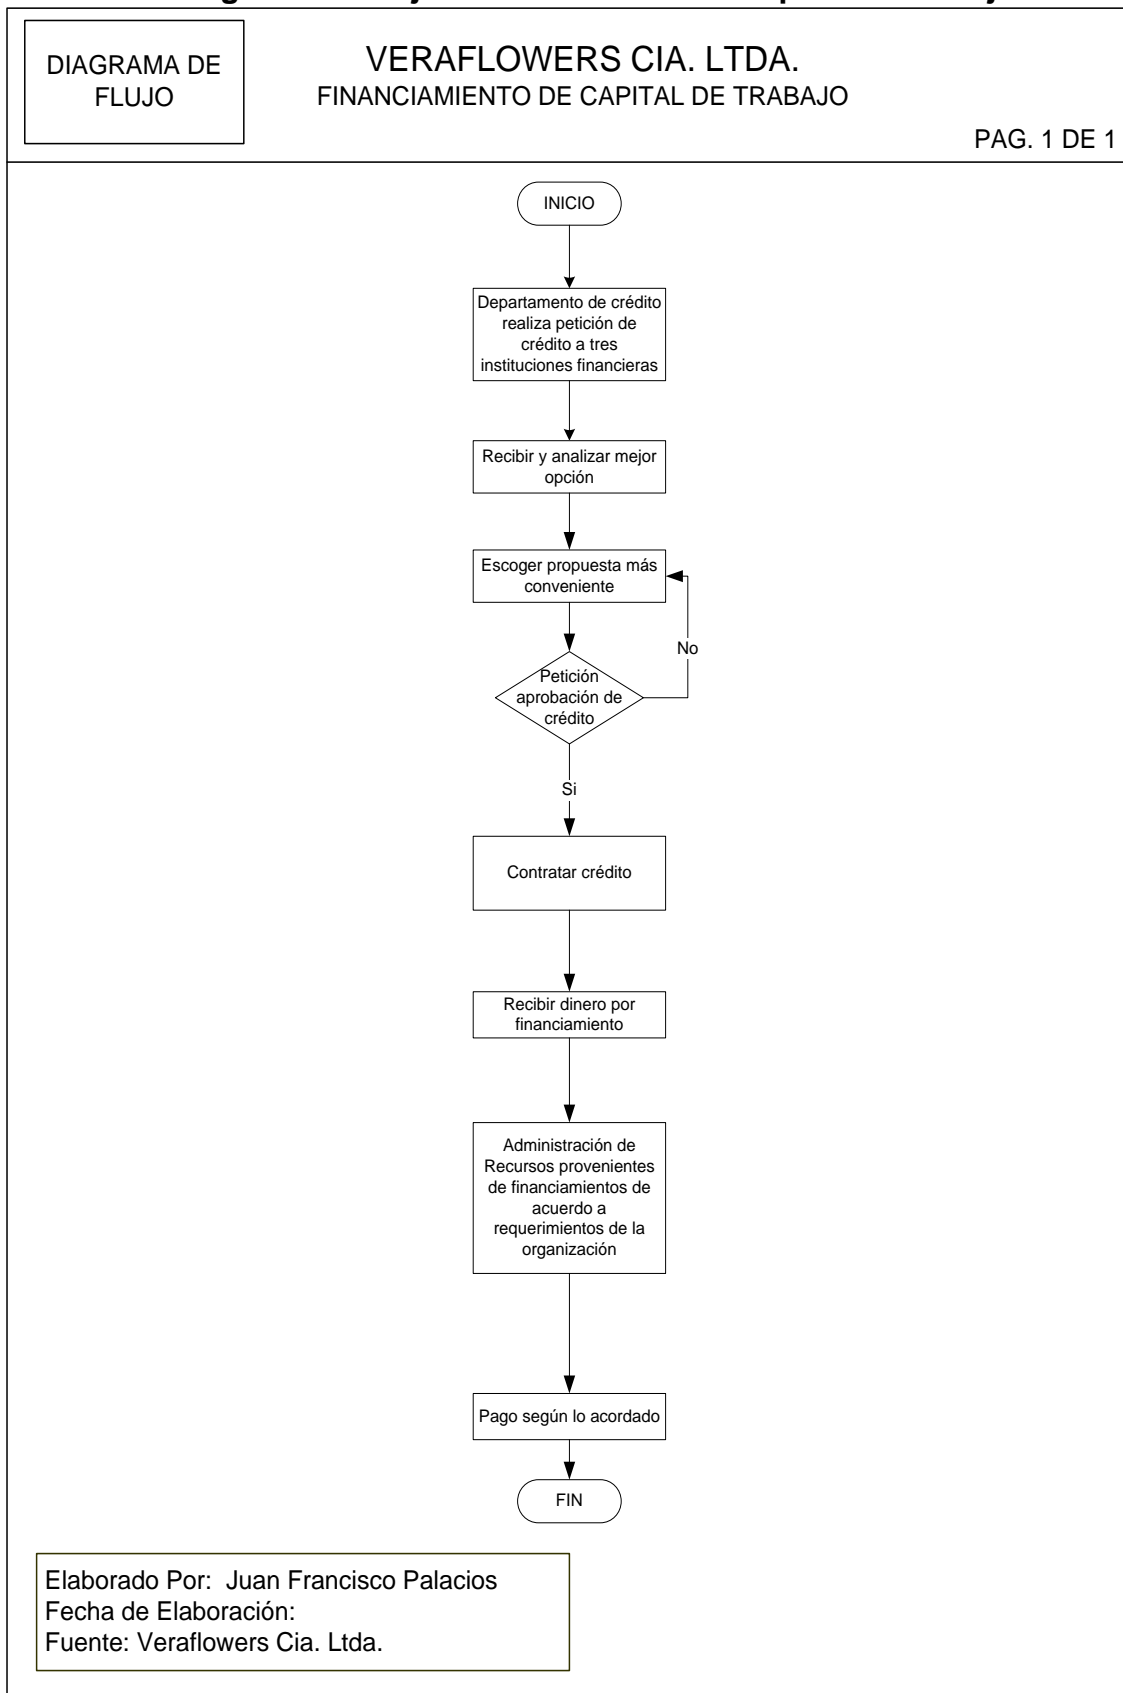 DIAGRAMA DE
FLUJO
VERAFLOWERS CIA. LTDA.
FINANCIAMIENTO DE CAPITAL DE TRABAJO
PAG. 1 DE 1
INICIO
Departamento de crédito
realiza petición de
crédito a tres
instituciones financieras
Recibir y analizar mejor
opción
Escoger propuesta más
conveniente
No
Petición
aprobación de
crédito
Si
Contratar crédito
Recibir dinero por
financiamiento
Administración de
Recursos provenientes
de financiamientos de
acuerdo a
requerimientos de la
organización
Pago según lo acordado
FIN
Elaborado Por: Juan Francisco Palacios
Fecha de Elaboración:
Fuente: Veraflowers Cia. Ltda.